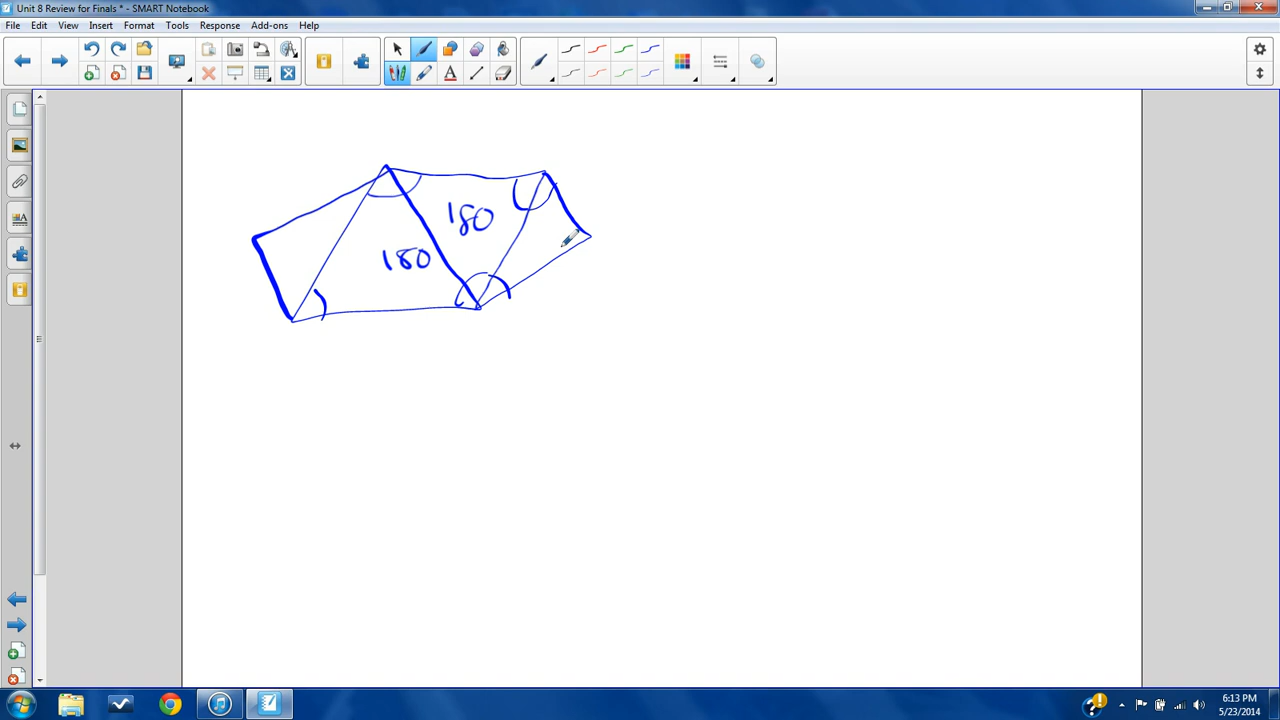 Unit 8 Review for Finals * - SMART Notebook
File Edit View Insert Format Tools Response Add-ons Help
180
180
6:13 PM
5/23/2014